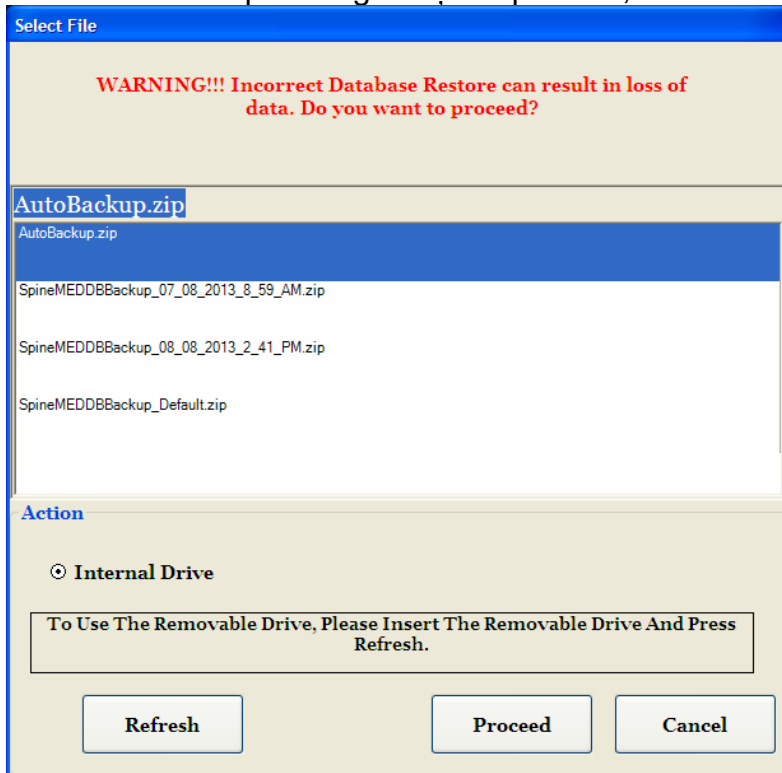 Select File
WARNING!!! Incorrect Database Restore can result in loss of
data. Do you want to proceed?
AutoBackup.zip
AutoBackup.zip
SpineMEDDBBackup_07_08_2013_8_59_AM.zip
SpineMEDDBBackup_08_08_2013_2_41_PM.zip
SpineMEDDBBackup_Default.zip
Action
Internal Drive
To Use The Removable Drive, Please Insert The Removable Drive And Press
Refresh.
Refresh
Proceed
Cancel